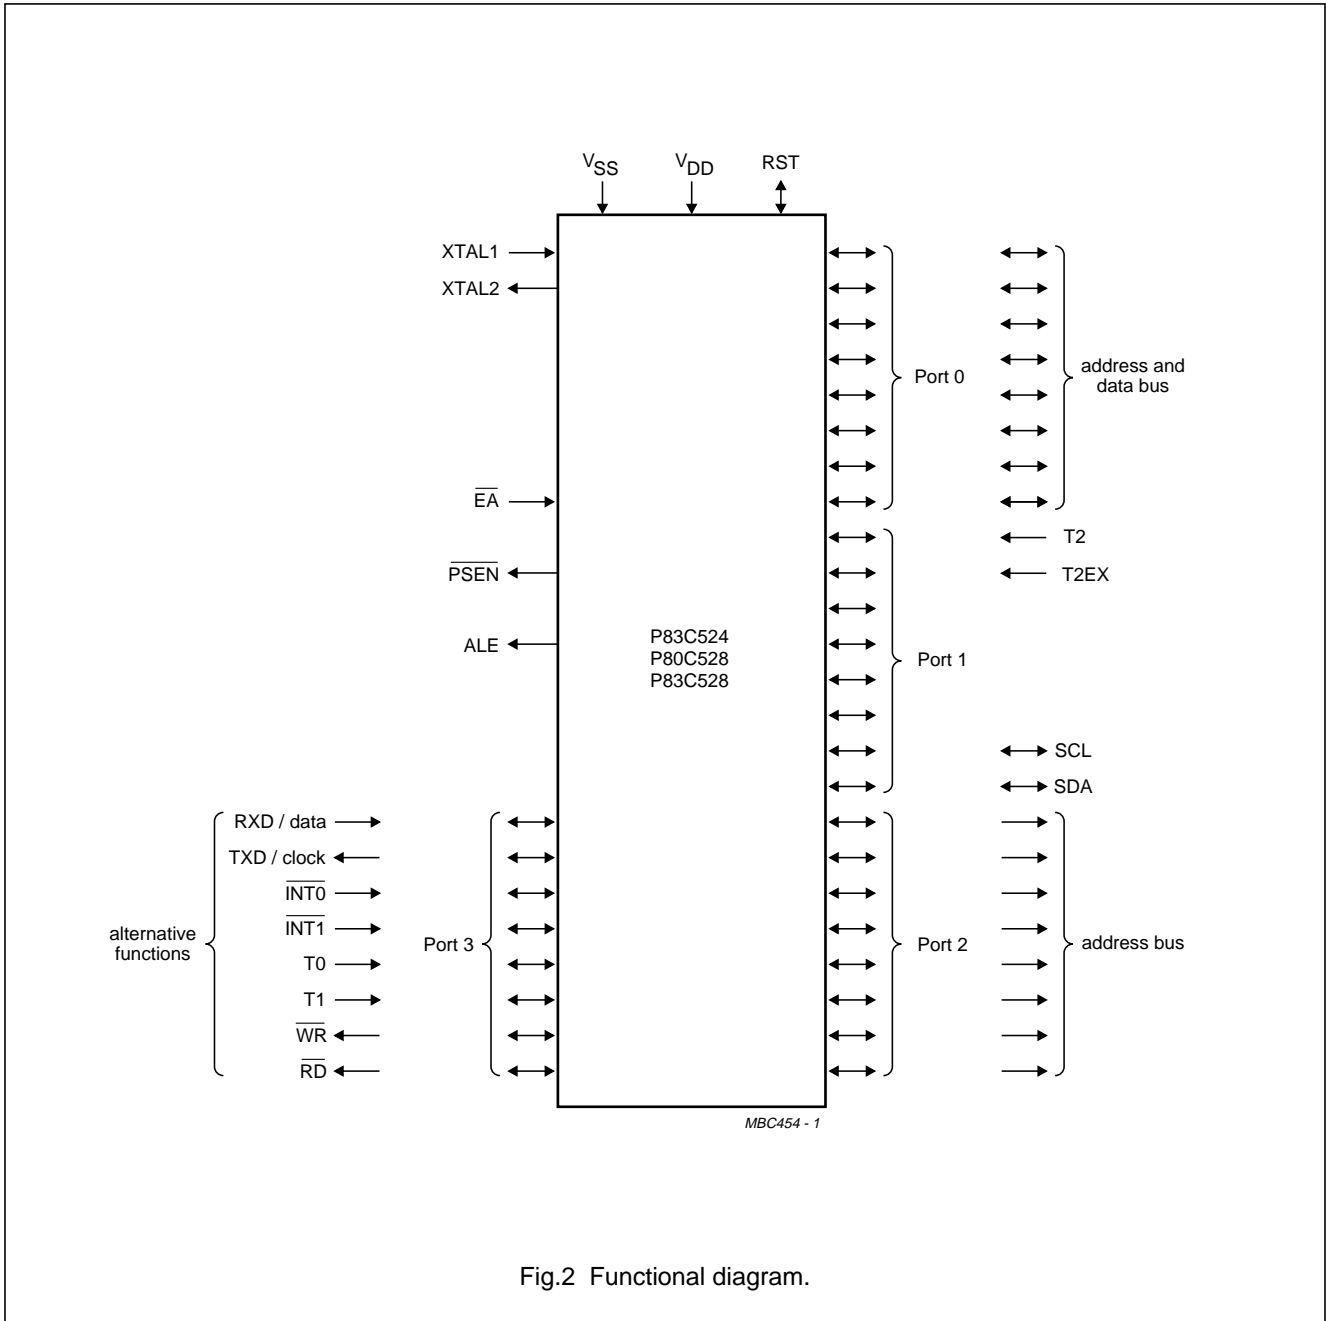 VSS
VDD
RST
XTAL1
XTAL2
EA
PSEN
ALE
P83C524
P80C528
P83C528
Port 0
address and
data bus
T2
T2EX
Port 1
SCL
SDA
alternative
functions
RXD / data
TXD / clock
INT0
INT1
T0
T1
WR
RD
Port 3
Port 2
address bus
MBC454 - 1
Fig.2 Functional diagram.